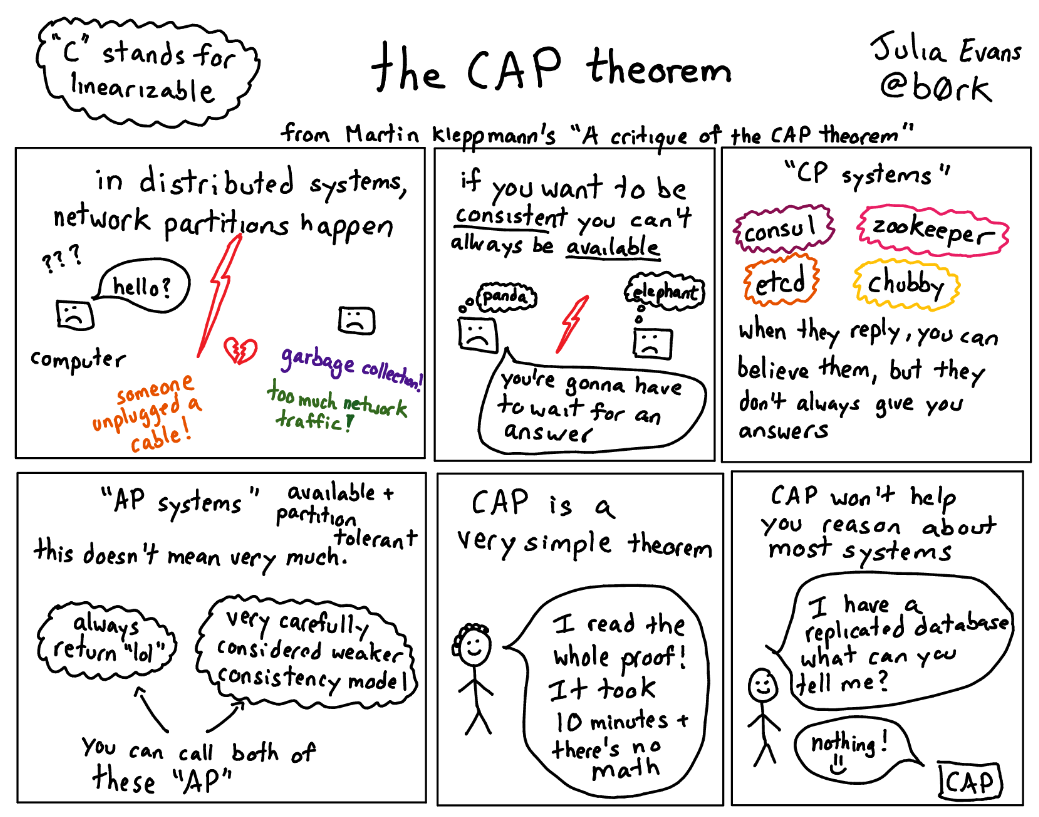 "C" stands for
linearizable
the CAP theorem
Julia Evans
@b0rk
from Martin Kleppmann's "A critique of the CAP theorem"
in distributed systems,
network partitions happen
???
hello?
computer
someone
unplugged a
cable!
garbage collection!
too much network
traffic!
if you want to be
consistent you can't
always be available
panda
elephant
you're gonna have
to wait for an
answer
"CP systems"
consul
zookeeper
etcd
chubby
when they reply, you can
believe them, but they
don't always give you
answers
"AP systems"
available +
partition
tolerant
this doesn't mean very much.
always
return "lol"
very carefully
considered weaker
consistency model
you can call both of
these "AP"
CAP is a
very simple theorem
I read the
whole proof!
It took
10 minutes +
there's no
math
CAP won't help
you reason about
most systems
I have a
replicated database
what can you
tell me?
nothing!
CAP